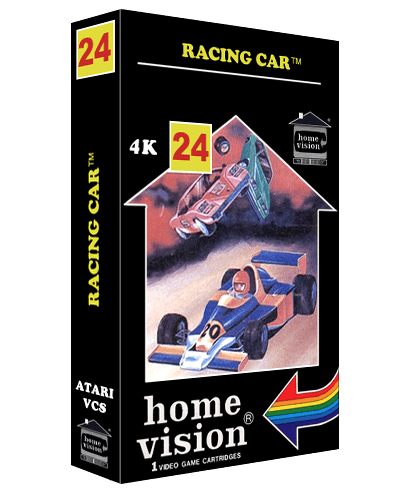 24
RACING CAR™
ATARI
VCS
home
vision
RACING CAR™
4K
24
home
vision
20
home
vision®
1 VIDEO GAME CARTRIDGES